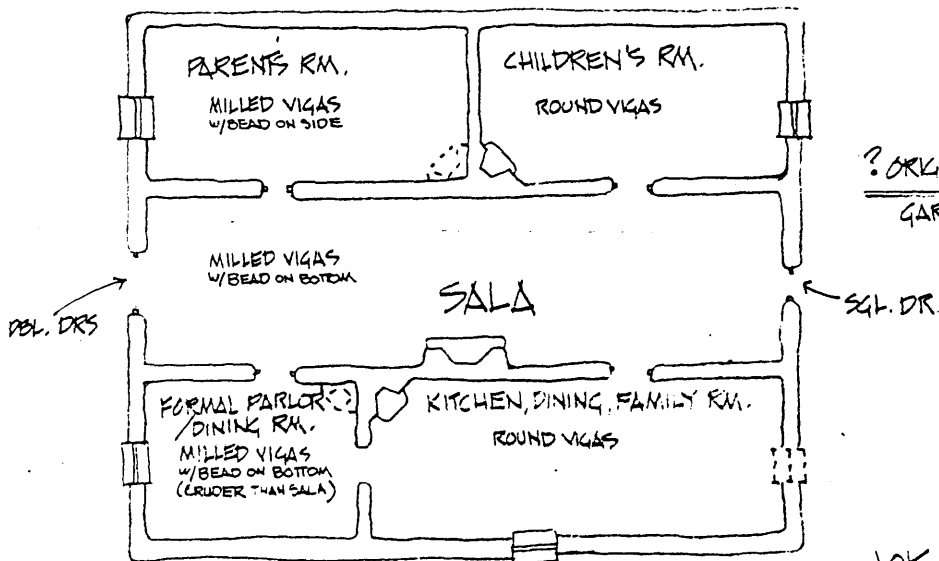 PARENTS RM.
MILLED VIGAS
W/BEAD ON SIDE
CHILDREN'S RM.
ROUND VIGAS
? ORIG
GAR
MILLED VIGAS
W/BEAD ON BOTTOM
SALA
DBL. DRS
SGL. DR.
FORMAL PARLOR
/DINING RM.
MILLED VIGAS
W/BEAD ON BOTTOM
(CRUDER THAN SALA)
KITCHEN, DINING, FAMILY RM.
ROUND VIGAS